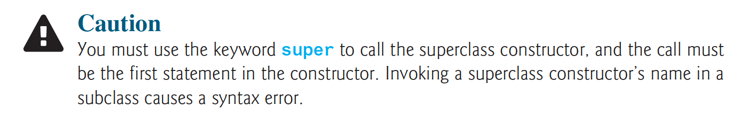 Caution
You must use the keyword super to call the superclass constructor, and the call must
be the first statement in the constructor. Invoking a superclass constructor’s name in a
subclass causes a syntax error.